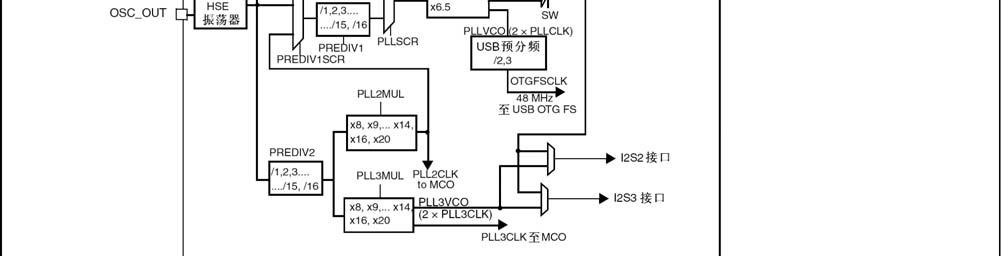 OSC_OUT
HSE
振荡器
/1,2,3....
..../15, /16
PREDIV1
PREDIV1SCR
PLLSCR
x6.5
SW
PLLVCO (2 × PLLCLK)
USB预分频
/2,3
OTGFSCLK
48 MHz
至 USB OTG FS
PLL2MUL
x8, x9,... x14,
x16, x20
PREDIV2
/1,2,3....
..../15, /16
PLL2CLK
to MCO
PLL3MUL
x8, x9,... x14,
x16, x20
PLL3VCO
(2 × PLL3CLK)
PLL3CLK 至MCO
I2S2 接口
I2S3 接口